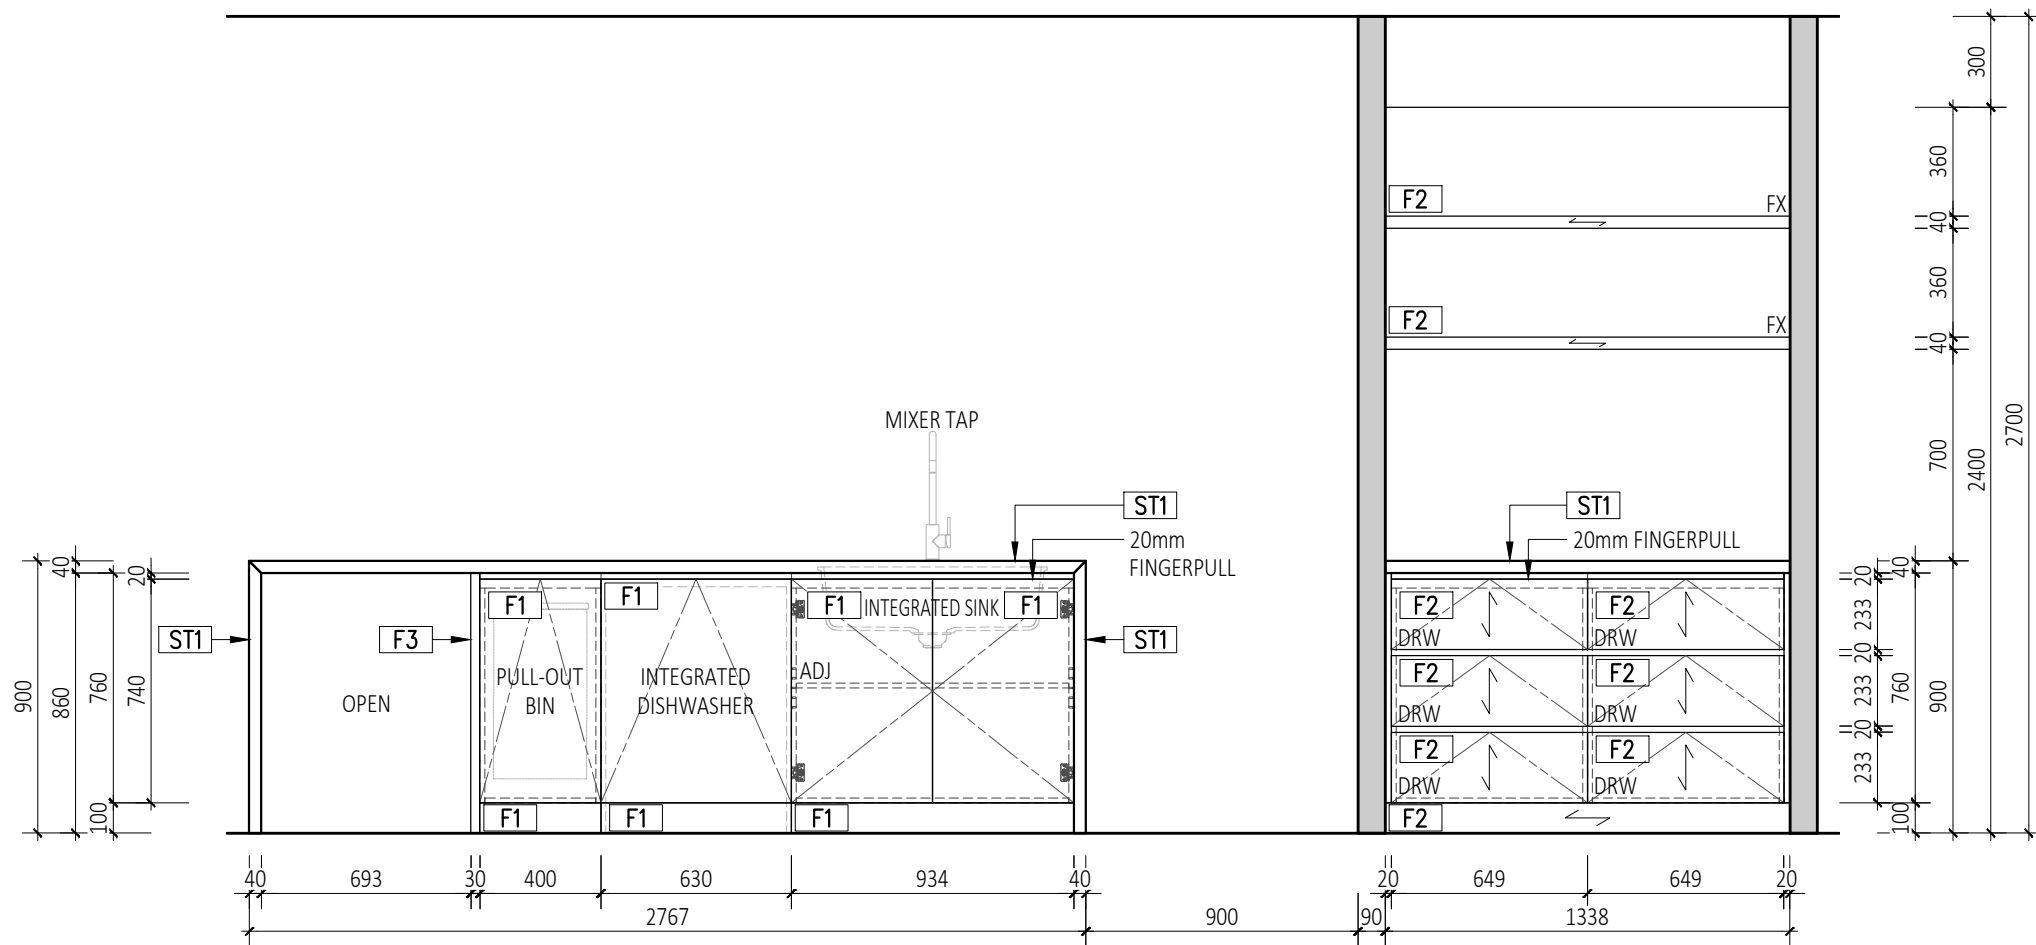 300
360
F2
FX
40
360
2700
F2
FX
40
MIXER TAP
700
2400
ST1
ST1
20mm
FINGERPULL
20mm FINGERPULL
40
20
40
20
F1
F1
F1
INTEGRATED SINK
F1
F2
F2
233
ST1
F3
ST1
DRW
DRW
20
900
860
760
740
OPEN
PULL-OUT
BIN
INTEGRATED
DISHWASHER
ADJ
F2
F2
233
760
900
DRW
DRW
20
F2
F2
233
DRW
DRW
100
F1
F1
F1
F2
100
40
693
30
400
630
934
40
20
649
649
20
2767
900
90
1338